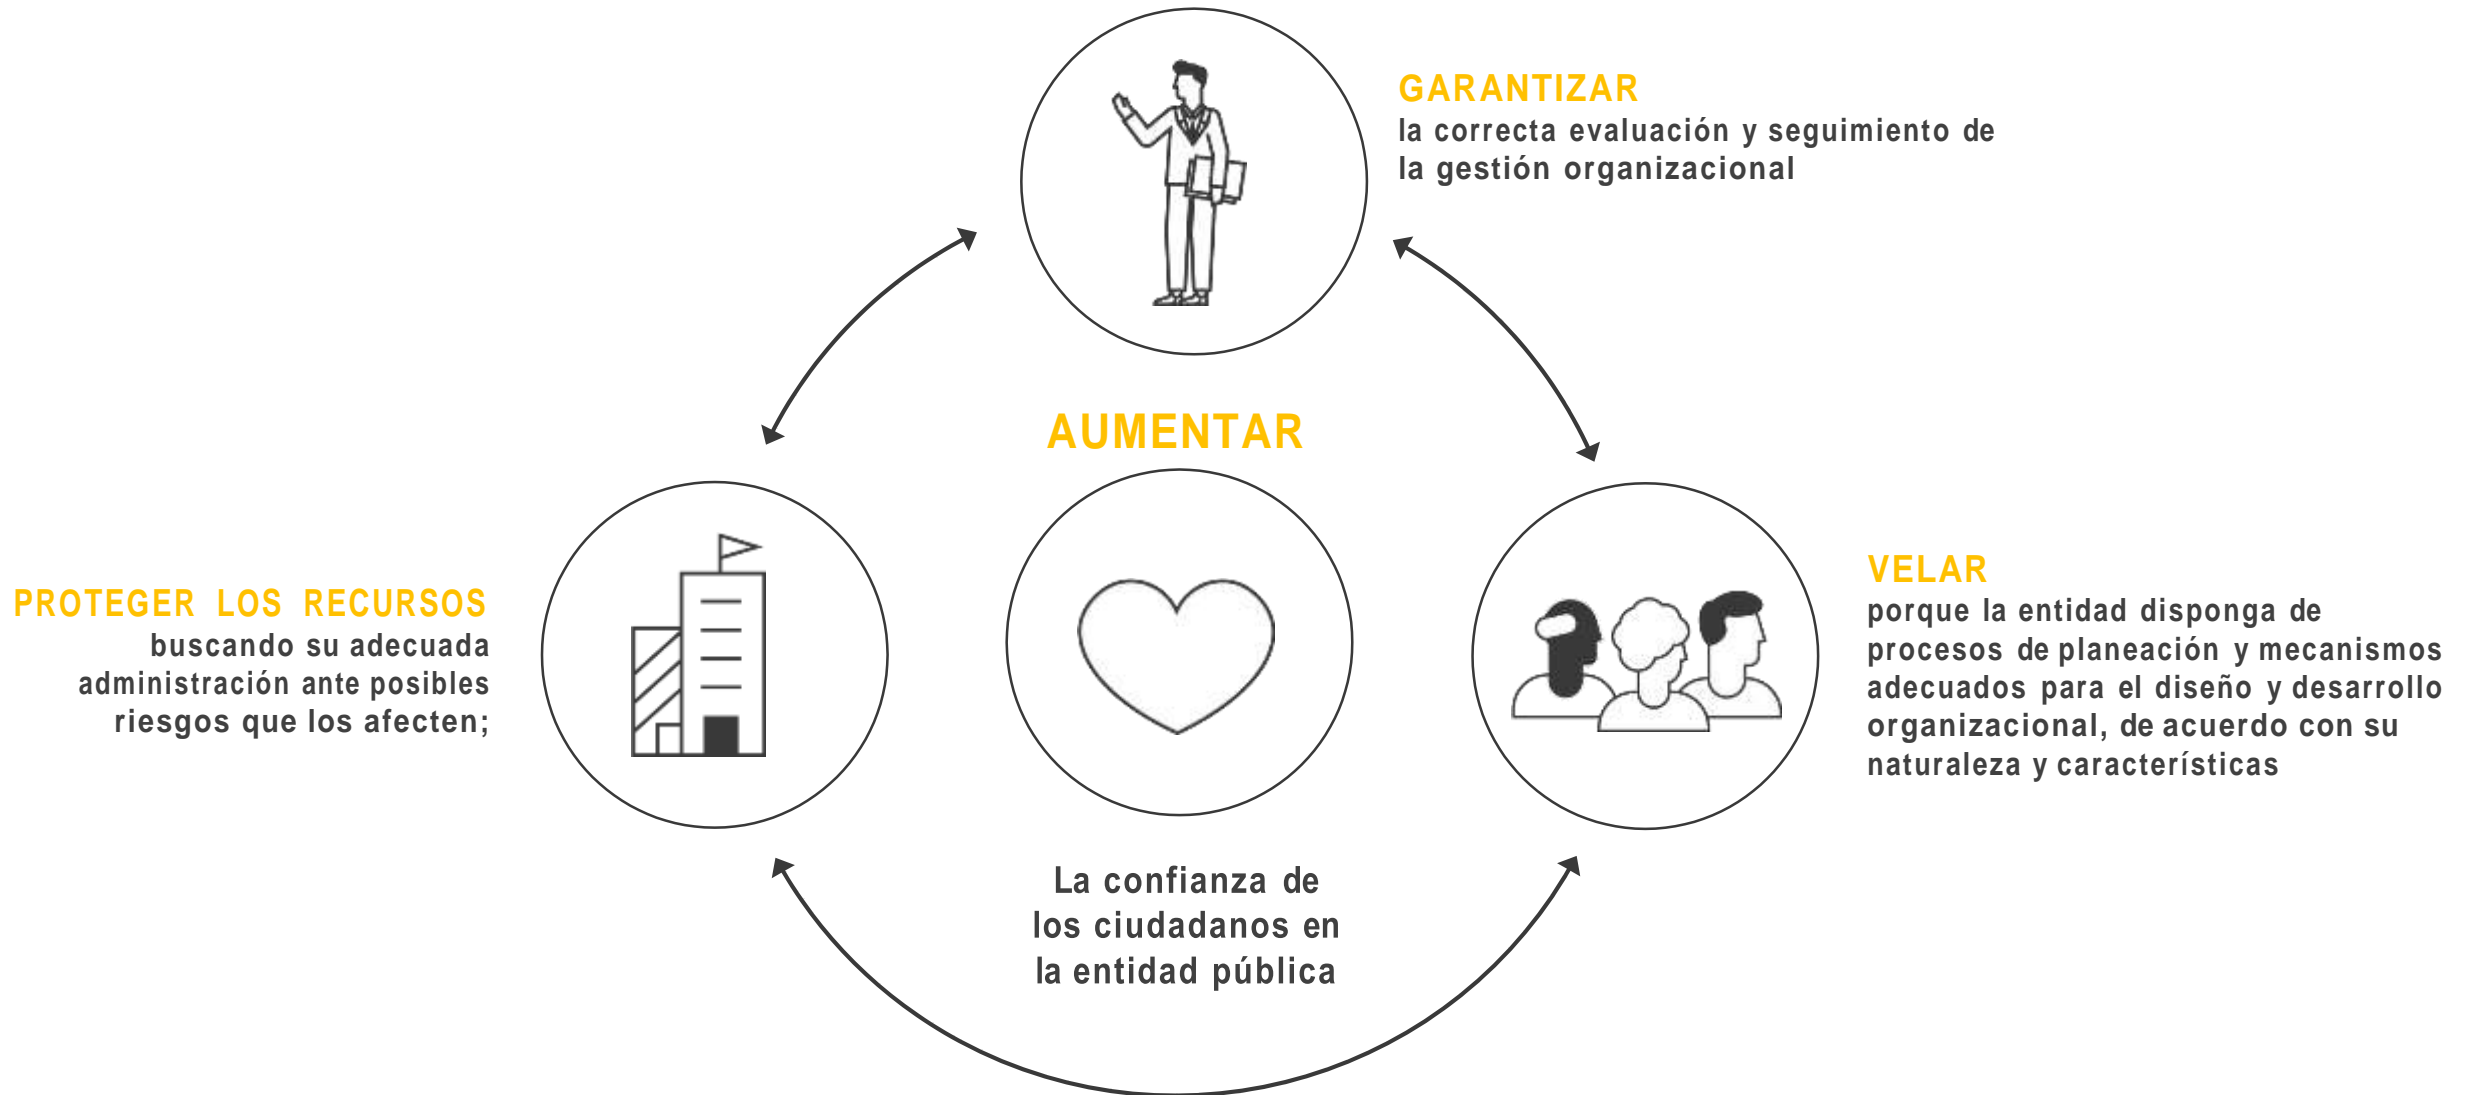 GARANTIZAR
la correcta evaluación y seguimiento de
la gestión organizacional
AUMENTAR
La confianza de
los ciudadanos en
la entidad pública
PROTEGER LOS RECURSOS
buscando su adecuada
administración ante posibles
riesgos que los afecten;
VELAR
porque la entidad disponga de
procesos de planeación y mecanismos
adecuados para el diseño y desarrollo
organizacional, de acuerdo con su
naturaleza y características